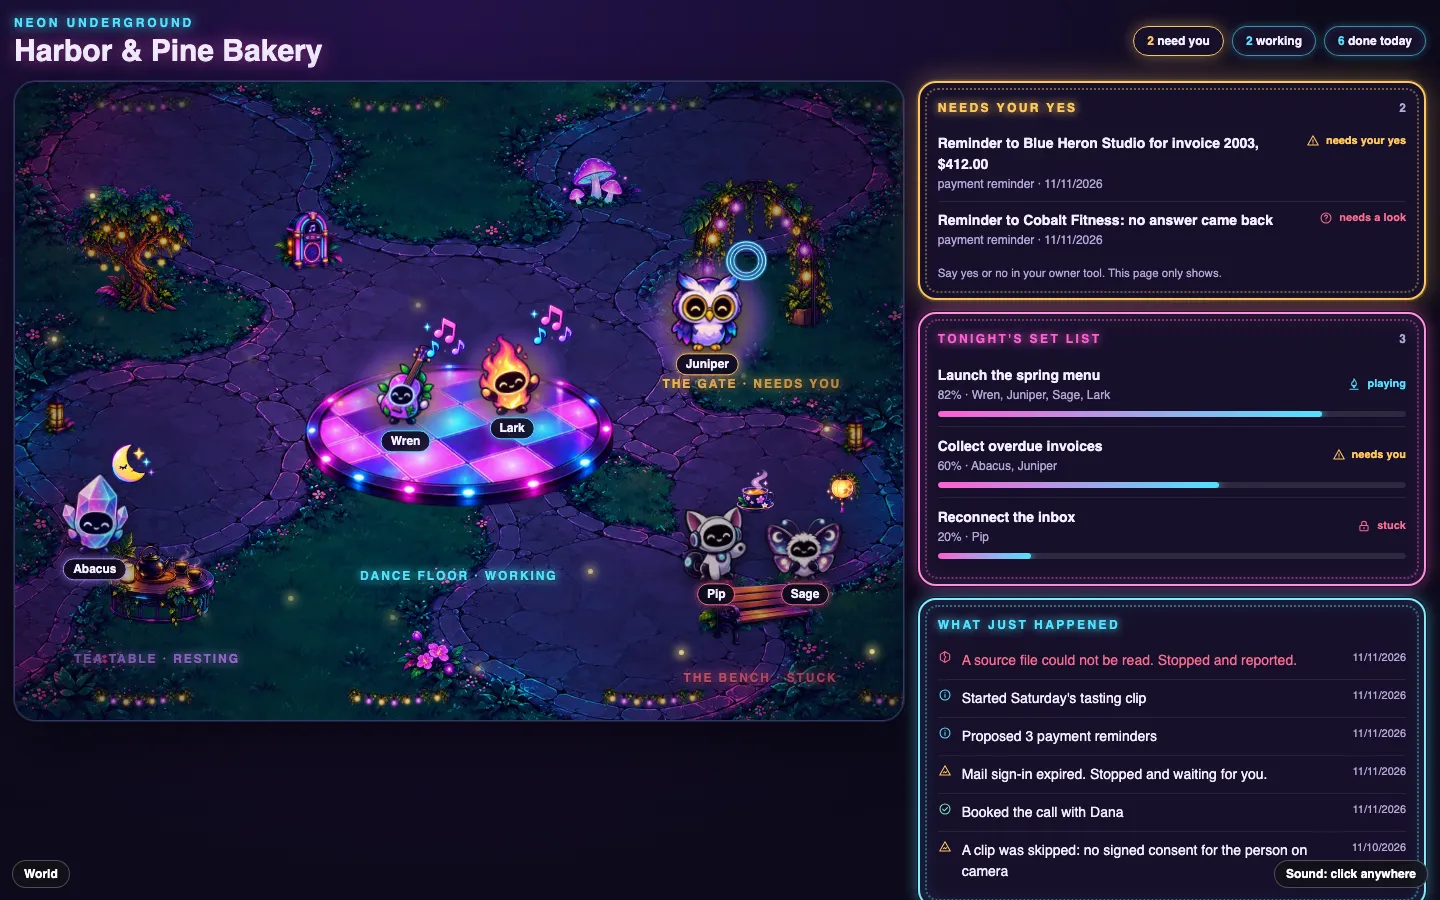 NEON UNDERGROUND
Harbor & Pine Bakery
2 need you
2 working
6 done today
Juniper
THE GATE · NEEDS YOU
Wren
Lark
Abacus
DANCE FLOOR · WORKING
Pip
Sage
TEA TABLE · RESTING
THE BENCH · STUCK
World
NEEDS YOUR YES
2
Reminder to Blue Heron Studio for invoice 2003,
$412.00
needs your yes
payment reminder · 11/11/2026
Reminder to Cobalt Fitness: no answer came back
needs a look
payment reminder · 11/11/2026
Say yes or no in your owner tool. This page only shows.
TONIGHT'S SET LIST
3
Launch the spring menu
82% · Wren, Juniper, Sage, Lark
playing
Collect overdue invoices
60% · Abacus, Juniper
needs you
Reconnect the inbox
20% · Pip
stuck
WHAT JUST HAPPENED
A source file could not be read. Stopped and reported.
11/11/2026
Started Saturday's tasting clip
11/11/2026
Proposed 3 payment reminders
11/11/2026
Mail sign-in expired. Stopped and waiting for you.
11/11/2026
Booked the call with Dana
11/11/2026
A clip was skipped: no signed consent for the person on
camera
11/10/2026
Sound: click anywhere